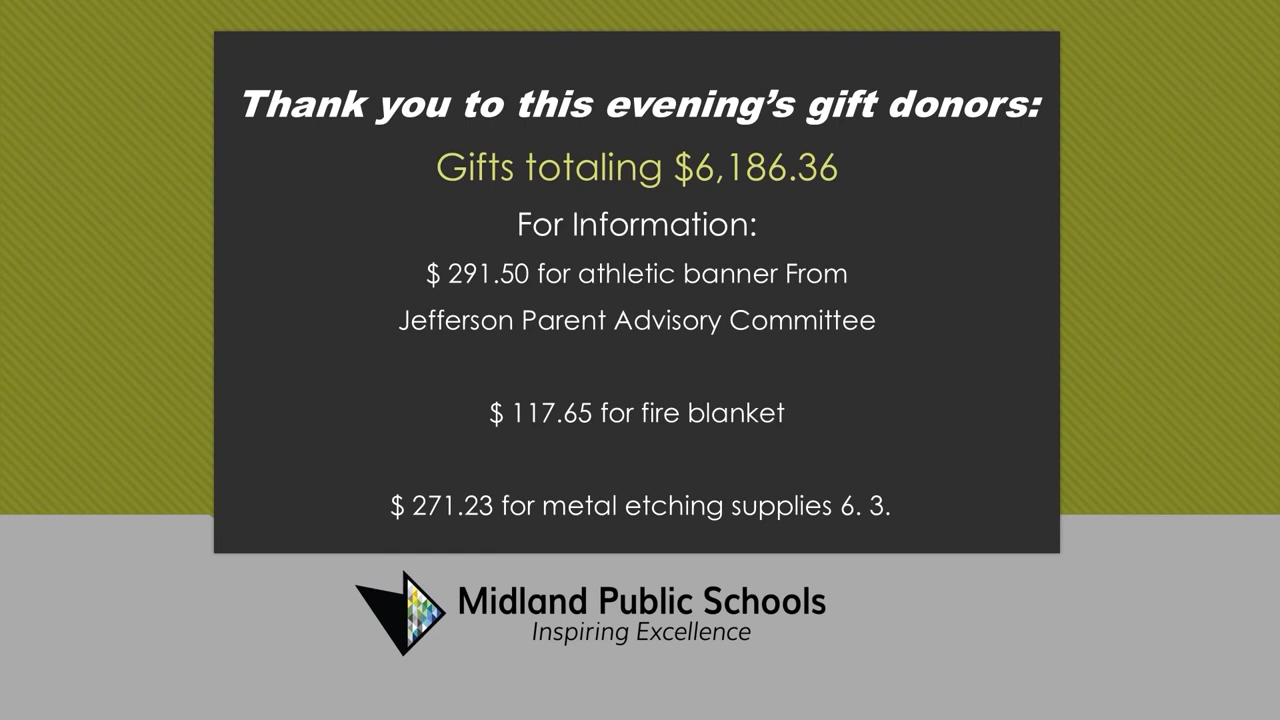 Thank you to this evening’s gift donors:
Gifts totaling $6,186.36
For Information:
$ 291.50 for athletic banner From
Jefferson Parent Advisory Committee
$ 117.65 for fire blanket
$ 271.23 for metal etching supplies 6. 3.
Midland Public Schools
Inspiring Excellence